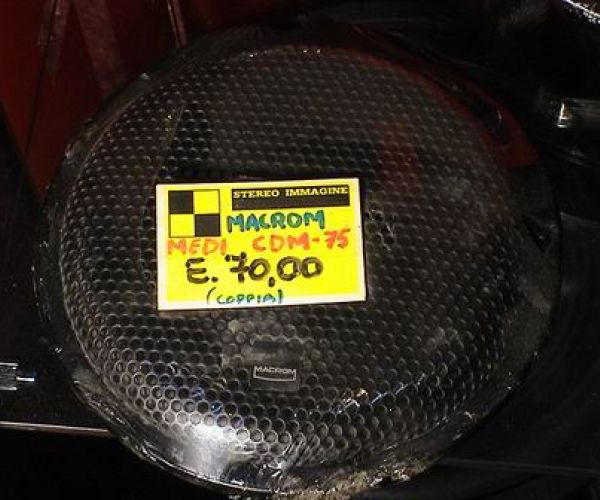 STEREO IMMAGINE
MACROM
MEDI CDM-75
E. 70,00
(COPPIA)
MACROM